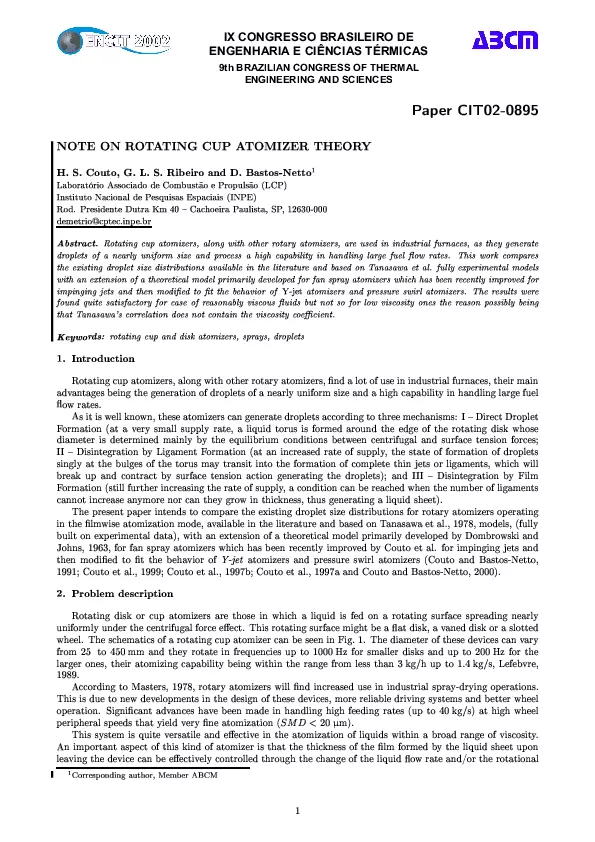 ENCIT 2002
IX CONGRESSO BRASILEIRO DE
ENGENHARIA E CIÊNCIAS TÉRMICAS
9th BRAZILIAN CONGRESS OF THERMAL
ENGINEERING AND SCIENCES
ABCM
Paper CIT02-0895
NOTE ON ROTATING CUP ATOMIZER THEORY
H. S. Couto, G. L. S. Ribeiro and D. Bastos-Netto1
Laboratório Associado de Combustão e Propulsão (LCP)
Instituto Nacional de Pesquisas Espaciais (INPE)
Rod. Presidente Dutra Km 40 – Cachoeira Paulista, SP, 12630-000
demetrio@cptec.inpe.br
Abstract. Rotating cup atomizers, along with other rotary atomizers, are used in industrial furnaces, as they generate
droplets of a nearly uniform size and process a high capability in handling large fuel flow rates. This work compares
the existing droplet size distributions available in the literature and based on Tanasawa et al. fully experimental models
with an extension of a theoretical model primarily developed for fan spray atomizers which has been recently improved for
impinging jets and then modified to fit the behavior of Y-jet atomizers and pressure swirl atomizers. The results were
found quite satisfactory for case of reasonably viscous fluids but not so for low viscosity ones the reason possibly being
that Tanasawa's correlation does not contain the viscosity coefficient.
Keywords: rotating cup and disk atomizers, sprays, droplets
1. Introduction
Rotating cup atomizers, along with other rotary atomizers, find a lot of use in industrial furnaces, their main
advantages being the generation of droplets of a nearly uniform size and a high capability in handling large fuel
flow rates.
As it is well known, these atomizers can generate droplets according to three mechanisms: I – Direct Droplet
Formation (at a very small supply rate, a liquid torus is formed around the edge of the rotating disk whose
diameter is determined mainly by the equilibrium conditions between centrifugal and surface tension forces;
II – Disintegration by Ligament Formation (at an increased rate of supply, the state of formation of droplets
singly at the bulges of the torus may transit into the formation of complete thin jets or ligaments, which will
break up and contract by surface tension action generating the droplets); and III – Disintegration by Film
Formation (still further increasing the rate of supply, a condition can be reached when the number of ligaments
cannot increase anymore nor can they grow in thickness, thus generating a liquid sheet).
The present paper intends to compare the existing droplet size distributions for rotary atomizers operating
in the filmwise atomization mode, available in the literature and based on Tanasawa et al., 1978, models, (fully
built on experimental data), with an extension of a theoretical model primarily developed by Dombrowski and
Johns, 1963, for fan spray atomizers which has been recently improved by Couto et al. for impinging jets and
then modified to fit the behavior of Y-jet atomizers and pressure swirl atomizers (Couto and Bastos-Netto,
1991; Couto et al., 1999; Couto et al., 1997b; Couto et al., 1997a and Couto and Bastos-Netto, 2000).
2. Problem description
Rotating disk or cup atomizers are those in which a liquid is fed on a rotating surface spreading nearly
uniformly under the centrifugal force effect. This rotating surface might be a flat disk, a vaned disk or a slotted
wheel. The schematics of a rotating cup atomizer can be seen in Fig. 1. The diameter of these devices can vary
from 25 to 450 mm and they rotate in frequencies up to 1000 Hz for smaller disks and up to 200 Hz for the
larger ones, their atomizing capability being within the range from less than 3 kg/h up to 1.4 kg/s, Lefebvre,
1989.
According to Masters, 1978, rotary atomizers will find increased use in industrial spray-drying operations.
This is due to new developments in the design of these devices, more reliable driving systems and better wheel
operation. Significant advances have been made in handling high feeding rates (up to 40 kg/s) at high wheel
peripheral speeds that yield very fine atomization (SMD < 20 µm).
This system is quite versatile and effective in the atomization of liquids within a broad range of viscosity.
An important aspect of this kind of atomizer is that the thickness of the film formed by the liquid sheet upon
leaving the device can be effectively controlled through the change of the liquid flow rate and/or the rotational
1Corresponding author, Member ABCM
1